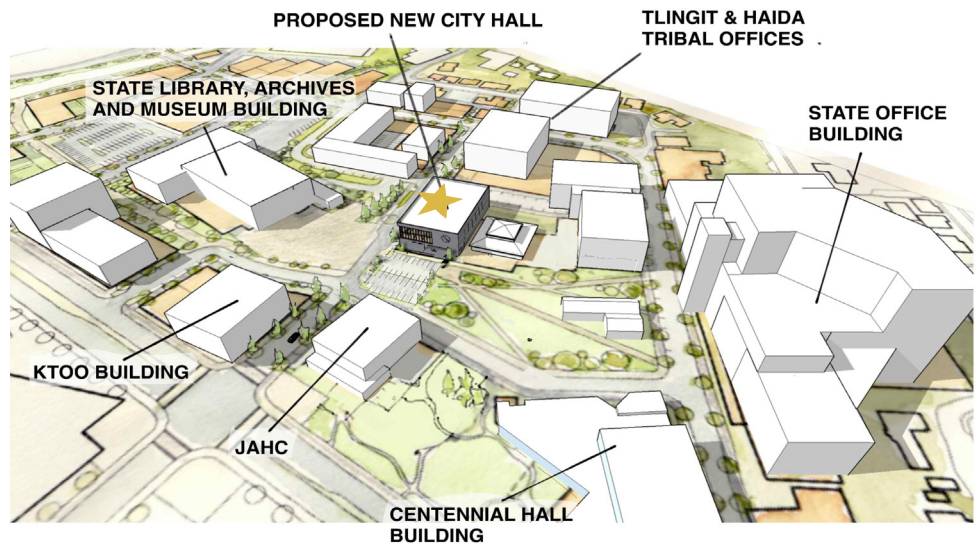 PROPOSED NEW CITY HALL
TLINGIT & HAIDA
TRIBAL OFFICES
STATE LIBRARY, ARCHIVES
AND MUSEUM BUILDING
STATE OFFICE
BUILDING
KTOO BUILDING
JAHC
CENTENNIAL HALL
BUILDING